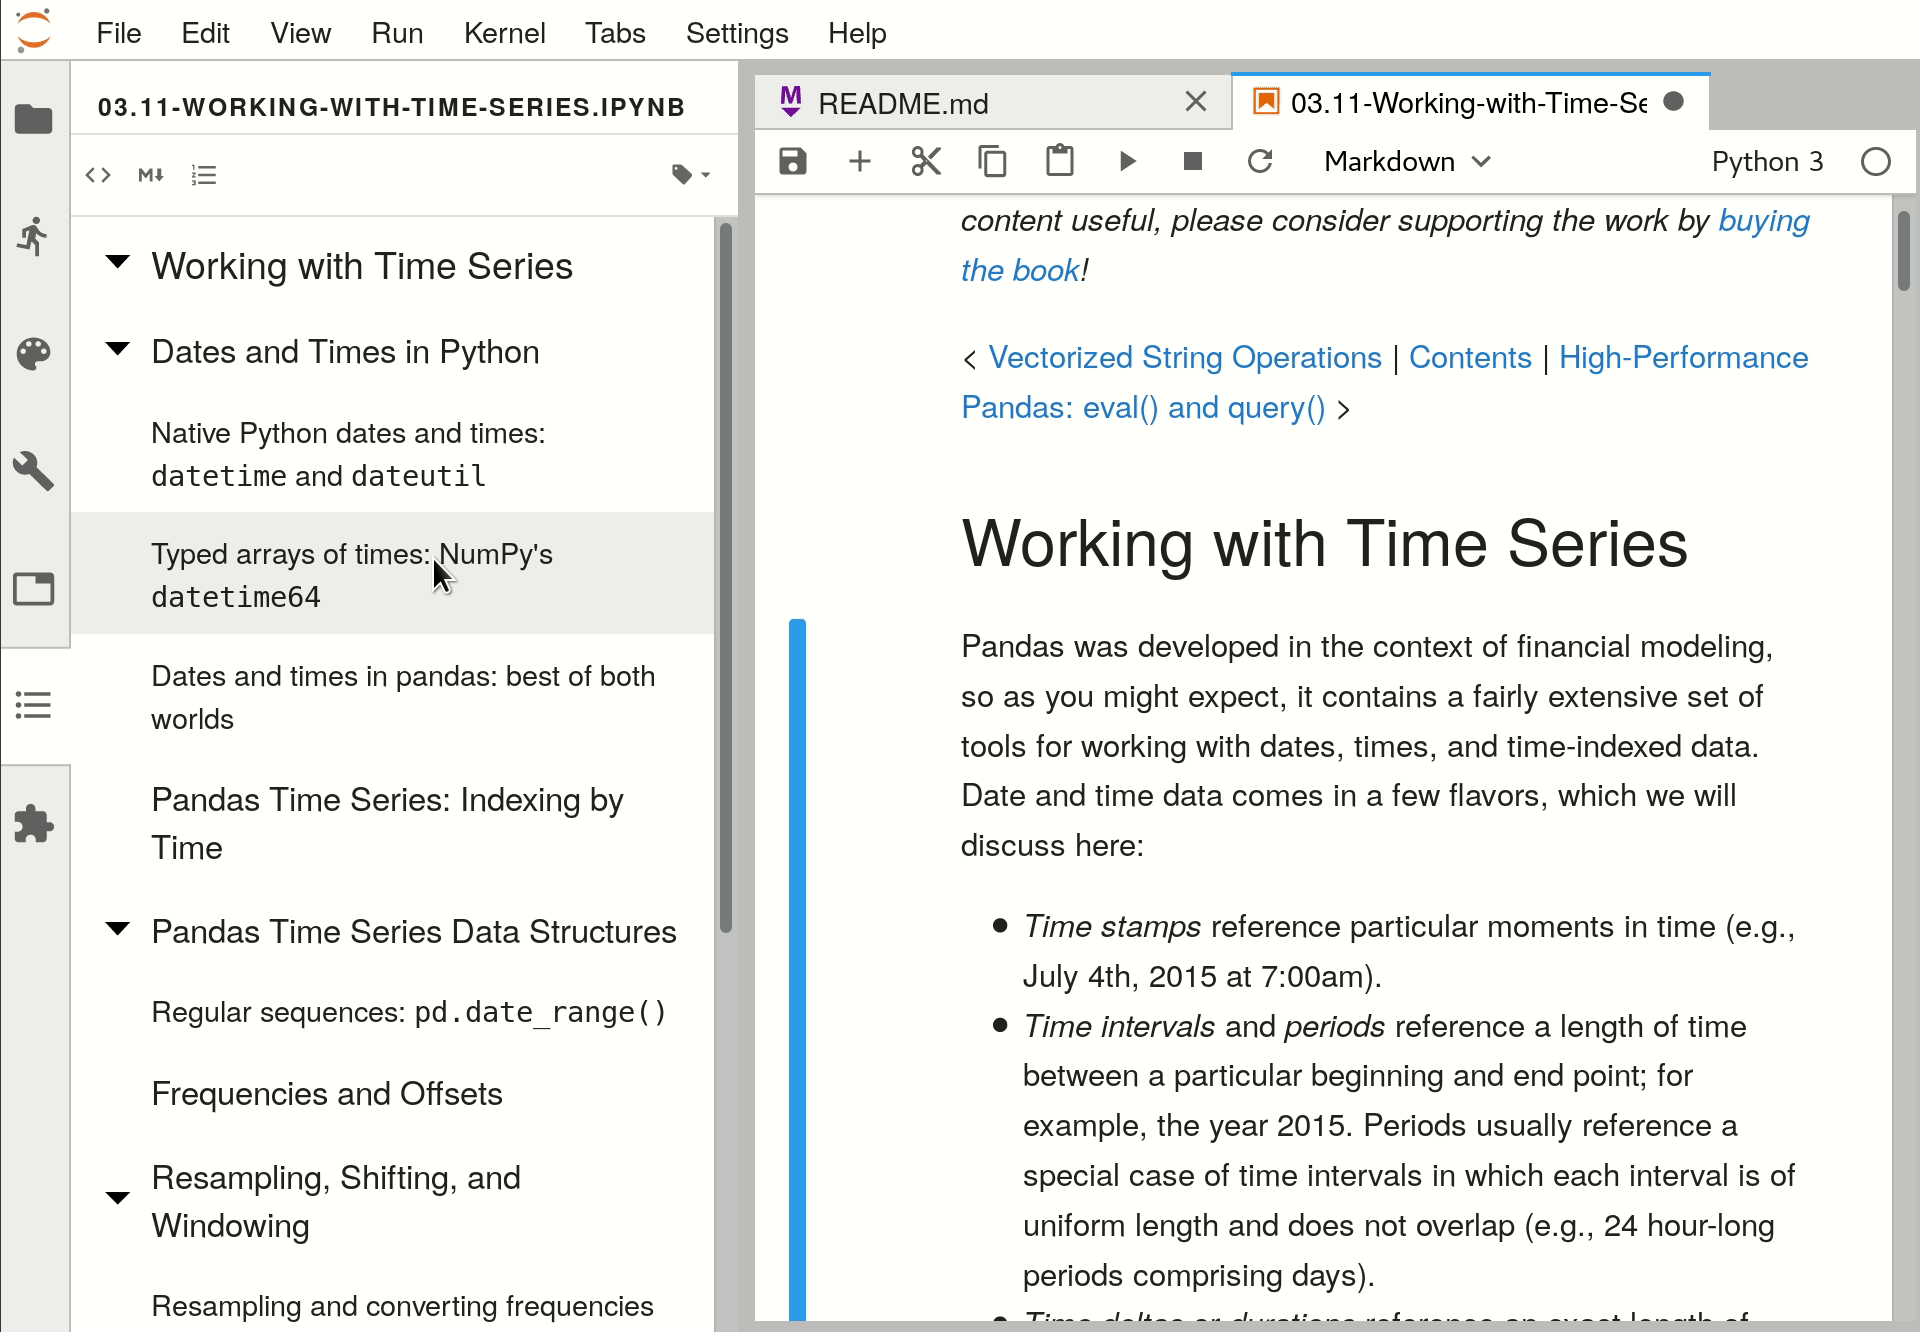 File Edit View Run Kernel Tabs Settings Help
03.11-WORKING-WITH-TIME-SERIES.IPYNB
Working with Time Series
Dates and Times in Python
Native Python dates and times:
datetime and dateutil
Typed arrays of times: NumPy's
datetime64
Dates and times in pandas: best of both
worlds
Pandas Time Series: Indexing by
Time
Pandas Time Series Data Structures
Regular sequences: pd.date_range()
Frequencies and Offsets
Resampling, Shifting, and
Windowing
Resampling and converting frequencies
README.md
03.11-Working-with-Time-Se
Markdown
Python 3
content useful, please consider supporting the work by buying
the book!
< Vectorized String Operations | Contents | High-Performance
Pandas: eval() and query() >
Working with Time Series
Pandas was developed in the context of financial modeling,
so as you might expect, it contains a fairly extensive set of
tools for working with dates, times, and time-indexed data.
Date and time data comes in a few flavors, which we will
discuss here:
Time stamps reference particular moments in time (e.g.,
July 4th, 2015 at 7:00am).
Time intervals and periods reference a length of time
between a particular beginning and end point; for
example, the year 2015. Periods usually reference a
special case of time intervals in which each interval is of
uniform length and does not overlap (e.g., 24 hour-long
periods comprising days).
Time deltas or durations reference an exact length of